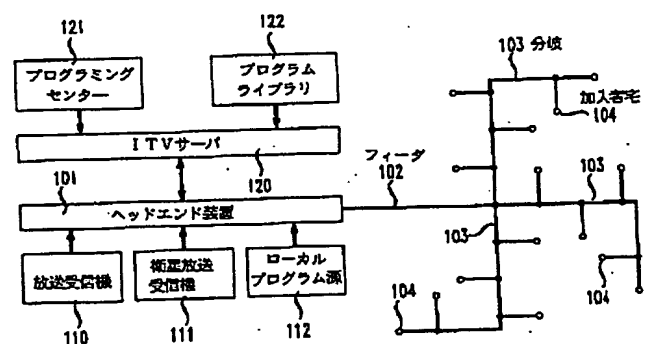 121
122
プログラミング
センター
プログラム
ライブラリ
ITVサーバ
120
101
ヘッドエンド装置
放送受信機
110
衛星放送
受信機
111
ローカル
プログラム源
112
フィーダ
102
103 分岐
加入者宅
104
103
103
104
104